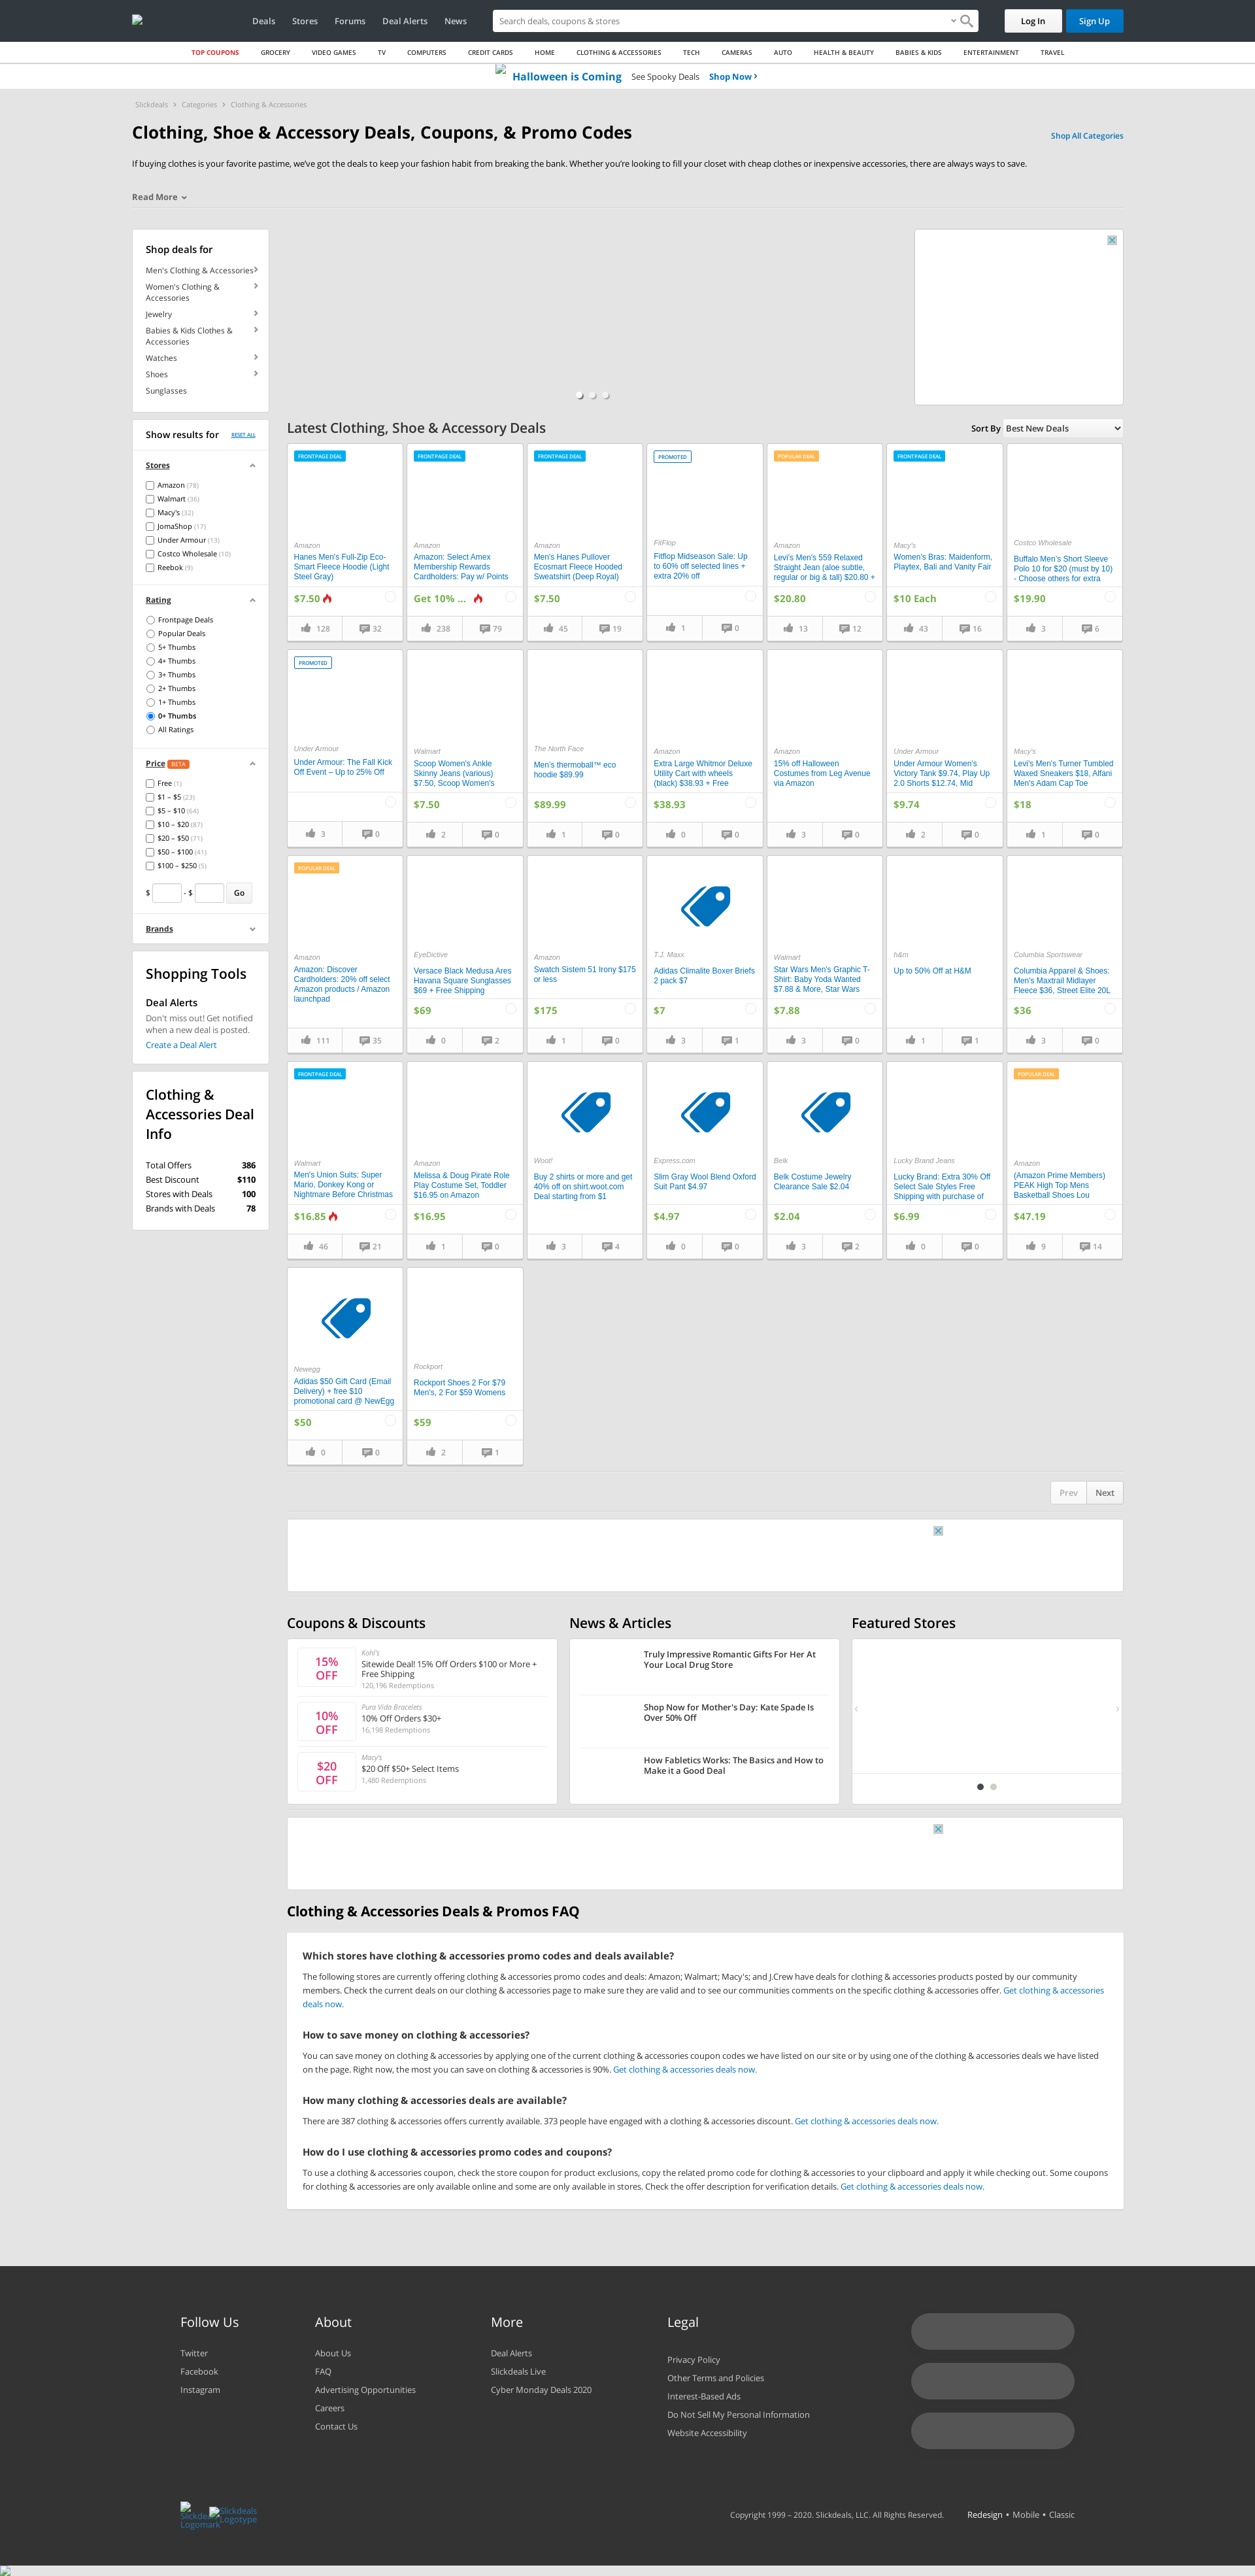 Deals
Stores
Forums
Deal Alerts
News
Search deals, coupons & stores
Log In
Sign Up
TOP COUPONS
GROCERY
VIDEO GAMES
TV
COMPUTERS
CREDIT CARDS
HOME
CLOTHING & ACCESSORIES
TECH
CAMERAS
AUTO
HEALTH & BEAUTY
BABIES & KIDS
ENTERTAINMENT
TRAVEL
Halloween is Coming See Spooky Deals Shop Now
Slickdeals > Categories > Clothing & Accessories
Clothing, Shoe & Accessory Deals, Coupons, & Promo Codes
Shop All Categories
If buying clothes is your favorite pastime, we've got the deals to keep your fashion habit from breaking the bank. Whether you're looking to fill your closet with cheap clothes or inexpensive accessories, there are always ways to save.
Read More
Shop deals for
Men's Clothing & Accessories
Women's Clothing &
Accessories
Jewelry
Babies & Kids Clothes &
Accessories
Watches
Shoes
Sunglasses
Show results for
RESET ALL
Stores
Amazon (78)
Walmart (36)
Macy's (32)
JomaShop (17)
Under Armour (13)
Costco Wholesale (10)
Reebok (9)
Rating
Frontpage Deals
Popular Deals
5+ Thumbs
4+ Thumbs
3+ Thumbs
2+ Thumbs
1+ Thumbs
0+ Thumbs
All Ratings
Price BETA
Free (1)
$1 – $5 (23)
$5 – $10 (64)
$10 – $20 (87)
$20 – $50 (71)
$50 – $100 (41)
$100 – $250 (5)
$ - $ Go
Brands
Shopping Tools
Deal Alerts
Don't miss out! Get notified
when a new deal is posted.
Create a Deal Alert
Clothing &
Accessories Deal
Info
Total Offers 386
Best Discount $110
Stores with Deals 100
Brands with Deals 78
Latest Clothing, Shoe & Accessory Deals
Sort By Best New Deals
FRONTPAGE DEAL
Amazon
Hanes Men's Full-Zip Eco-
Smart Fleece Hoodie (Light
Steel Gray)
$7.50
128 32
FRONTPAGE DEAL
Amazon
Amazon: Select Amex
Membership Rewards
Cardholders: Pay w/ Points
Get 10% ...
238 79
FRONTPAGE DEAL
Amazon
Men's Hanes Pullover
Ecosmart Fleece Hooded
Sweatshirt (Deep Royal)
$7.50
45 19
PROMOTED
FitFlop
Fitflop Midseason Sale: Up
to 60% off selected lines +
extra 20% off
1 0
POPULAR DEAL
Amazon
Levi's Men's 559 Relaxed
Straight Jean (aloe subtle,
regular or big & tall) $20.80 +
$20.80
13 12
FRONTPAGE DEAL
Macy's
Women's Bras: Maidenform,
Playtex, Bali and Vanity Fair
$10 Each
43 16
Costco Wholesale
Buffalo Men's Short Sleeve
Polo 10 for $20 (must by 10)
- Choose others for extra
$19.90
3 6
PROMOTED
Under Armour
Under Armour: The Fall Kick
Off Event – Up to 25% Off
3 0
Walmart
Scoop Women's Ankle
Skinny Jeans (various)
$7.50, Scoop Women's
$7.50
2 0
The North Face
Men's thermoball™ eco
hoodie $89.99
$89.99
1 0
Amazon
Extra Large Whitmor Deluxe
Utility Cart with wheels
(black) $38.93 + Free
$38.93
0 0
Amazon
15% off Halloween
Costumes from Leg Avenue
via Amazon
3 0
Under Armour
Under Armour Women's
Victory Tank $9.74, Play Up
2.0 Shorts $12.74, Mid
$9.74
2 0
Macy's
Levi's Men's Turner Tumbled
Waxed Sneakers $18, Alfani
Men's Adam Cap Toe
$18
1 0
POPULAR DEAL
Amazon
Amazon: Discover
Cardholders: 20% off select
Amazon products / Amazon
launchpad
111 35
EyeDictive
Versace Black Medusa Ares
Havana Square Sunglasses
$69 + Free Shipping
$69
0 2
Amazon
Swatch Sistem 51 Irony $175
or less
$175
1 0
T.J. Maxx
Adidas Climalite Boxer Briefs
2 pack $7
$7
3 1
Walmart
Star Wars Men's Graphic T-
Shirt: Baby Yoda Wanted
$7.88 & More, Star Wars
$7.88
3 0
h&m
Up to 50% Off at H&M
1 1
Columbia Sportswear
Columbia Apparel & Shoes:
Men's Maxtrail Midlayer
Fleece $36, Street Elite 20L
$36
3 0
FRONTPAGE DEAL
Walmart
Men's Union Suits: Super
Mario, Donkey Kong or
Nightmare Before Christmas
$16.85
46 21
Amazon
Melissa & Doug Pirate Role
Play Costume Set, Toddler
$16.95 on Amazon
$16.95
1 0
Woot!
Buy 2 shirts or more and get
40% off on shirt.woot.com
Deal starting from $1
3 4
Express.com
Slim Gray Wool Blend Oxford
Suit Pant $4.97
$4.97
0 0
Belk
Belk Costume Jewelry
Clearance Sale $2.04
$2.04
3 2
Lucky Brand Jeans
Lucky Brand: Extra 30% Off
Select Sale Styles Free
Shipping with purchase of
$6.99
0 0
POPULAR DEAL
Amazon
(Amazon Prime Members)
PEAK High Top Mens
Basketball Shoes Lou
$47.19
9 14
Newegg
Adidas $50 Gift Card (Email
Delivery) + free $10
promotional card @ NewEgg
$50
0 0
Rockport
Rockport Shoes 2 For $79
Men's, 2 For $59 Womens
$59
2 1
Prev Next
Coupons & Discounts
15%
OFF
Kohl's
Sitewide Deal! 15% Off Orders $100 or More +
Free Shipping
120,196 Redemptions
10%
OFF
Pura Vida Bracelets
10% Off Orders $30+
16,198 Redemptions
$20
OFF
Macy's
$20 Off $50+ Select Items
1,480 Redemptions
News & Articles
Truly Impressive Romantic Gifts For Her At
Your Local Drug Store
Shop Now for Mother's Day: Kate Spade Is
Over 50% Off
How Fabletics Works: The Basics and How to
Make it a Good Deal
Featured Stores
Clothing & Accessories Deals & Promos FAQ
Which stores have clothing & accessories promo codes and deals available?
The following stores are currently offering clothing & accessories promo codes and deals: Amazon; Walmart; Macy's; and J.Crew have deals for clothing & accessories products posted by our community
members. Check the current deals on our clothing & accessories page to make sure they are valid and to see our communities comments on the specific clothing & accessories offer. Get clothing & accessories
deals now.
How to save money on clothing & accessories?
You can save money on clothing & accessories by applying one of the current clothing & accessories coupon codes we have listed on our site or by using one of the clothing & accessories deals we have listed
on the page. Right now, the most you can save on clothing & accessories is 90%. Get clothing & accessories deals now.
How many clothing & accessories deals are available?
There are 387 clothing & accessories offers currently available. 373 people have engaged with a clothing & accessories discount. Get clothing & accessories deals now.
How do I use clothing & accessories promo codes and coupons?
To use a clothing & accessories coupon, check the store coupon for product exclusions, copy the related promo code for clothing & accessories to your clipboard and apply it while checking out. Some coupons
for clothing & accessories are only available online and some are only available in stores. Check the offer description for verification details. Get clothing & accessories deals now.
Follow Us
Twitter
Facebook
Instagram
About
About Us
FAQ
Advertising Opportunities
Careers
Contact Us
More
Deal Alerts
Slickdeals Live
Cyber Monday Deals 2020
Legal
Privacy Policy
Other Terms and Policies
Interest-Based Ads
Do Not Sell My Personal Information
Website Accessibility
Slickdeals
Logomark
Slickdeals
Logotype
Copyright 1999 – 2020. Slickdeals, LLC. All Rights Reserved.
Redesign • Mobile • Classic